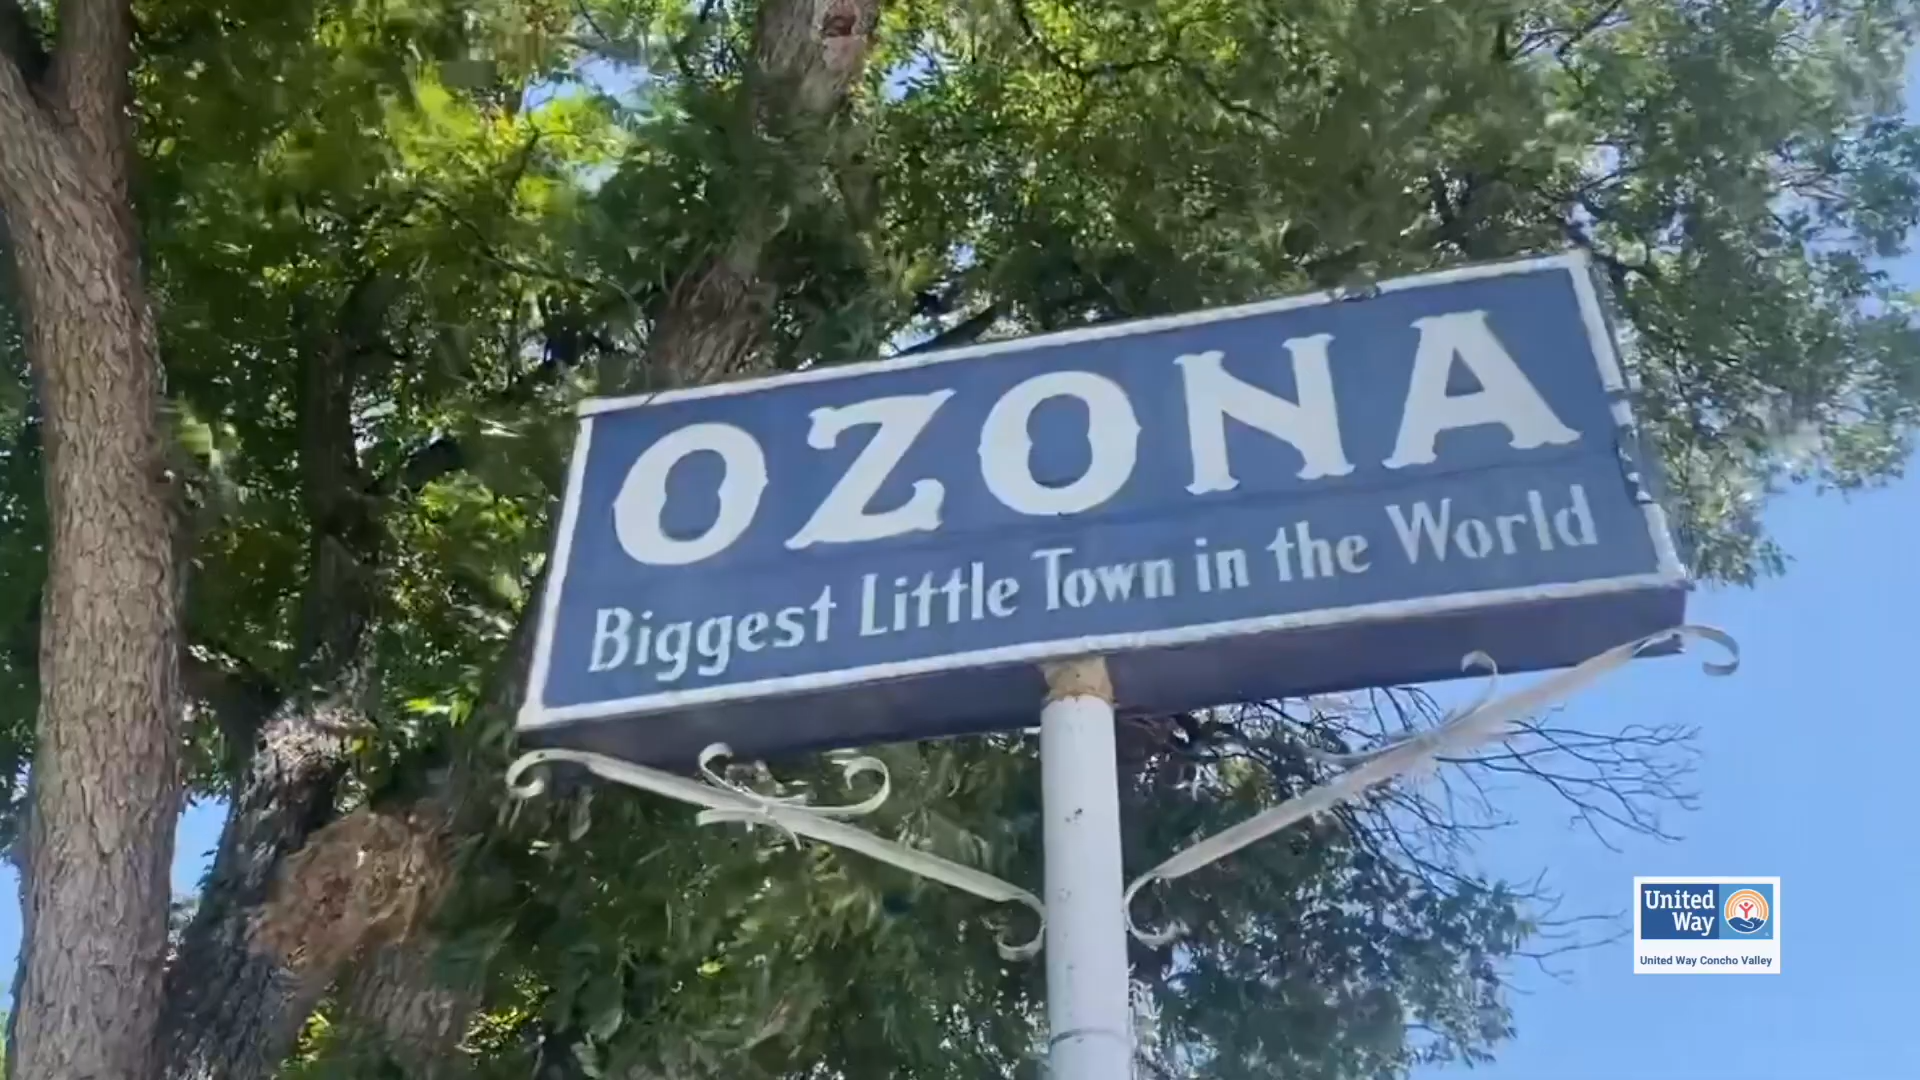 OZONA
Biggest Little Town in the World
United
Way
United Way Concho Valley